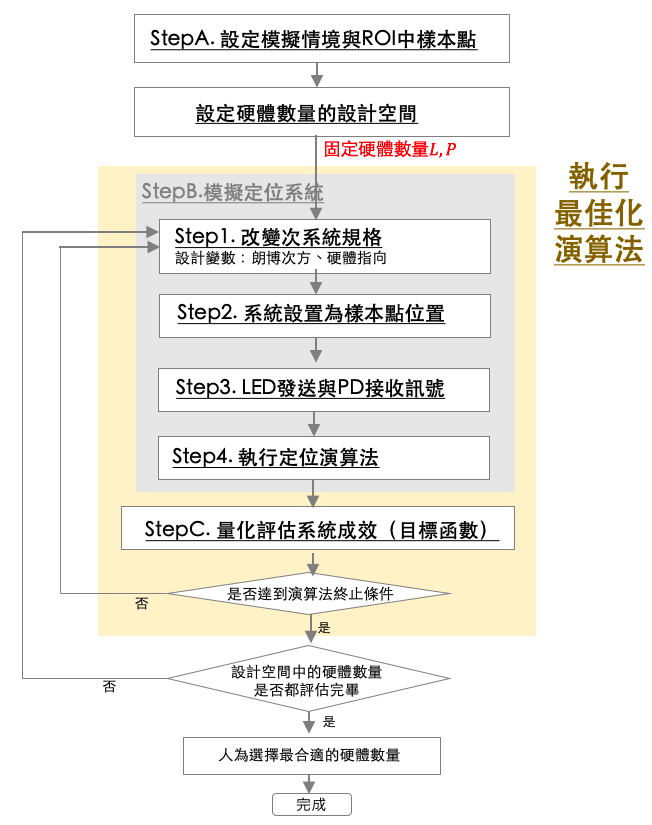 StepA. 設定模擬情境與ROI中樣本點
設定硬體數量的設計空間
固定硬體數量L, P
執行
最佳化
演算法
StepB.模擬定位系統
Step1. 改變次系統規格
設計變數：朗博次方、硬體指向
Step2. 系統設置為樣本點位置
Step3. LED發送與PD接收訊號
Step4. 執行定位演算法
StepC. 量化評估系統成效（目標函數）
是否達到演算法終止條件
否
是
設計空間中的硬體數量
是否都評估完畢
否
是
人為選擇最合適的硬體數量
完成